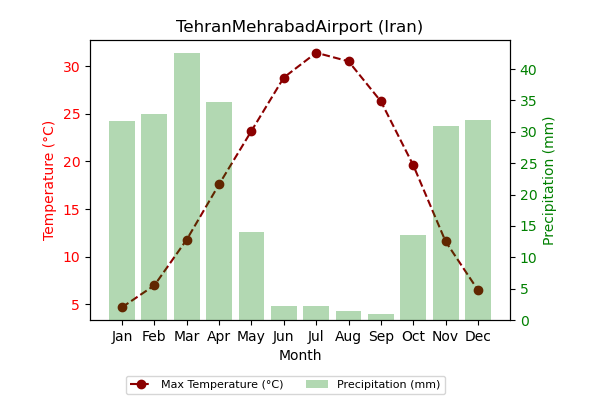 TehranMehrabadAirport (Iran)
30
25
20
15
10
5
Temperature (°C)
40
35
30
25
20
15
10
5
0
Precipitation (mm)
Jan Feb Mar Apr May Jun Jul Aug Sep Oct Nov Dec
Month
Max Temperature (°C) Precipitation (mm)